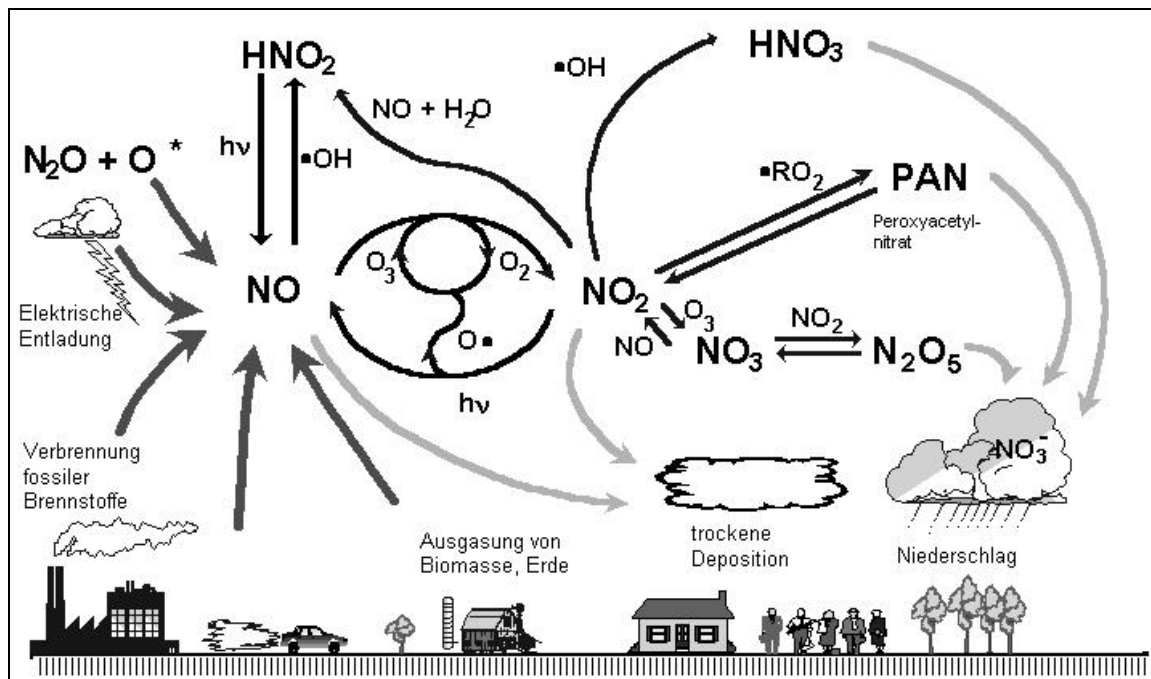 HNO₂
HNO₃
•OH
NO + H₂O
N₂O + O *
hν
•OH
•RO₂
PAN
Peroxyacetyl-
nitrat
O₃
O₂
NO
NO₂
Elektrische
Entladung
O₃
NO₂
O•
NO
NO₃
N₂O₅
hν
Verbrennung
fossiler
Brennstoffe
NO₃⁻
Ausgasung von
Biomasse, Erde
trockene
Deposition
Niederschlag